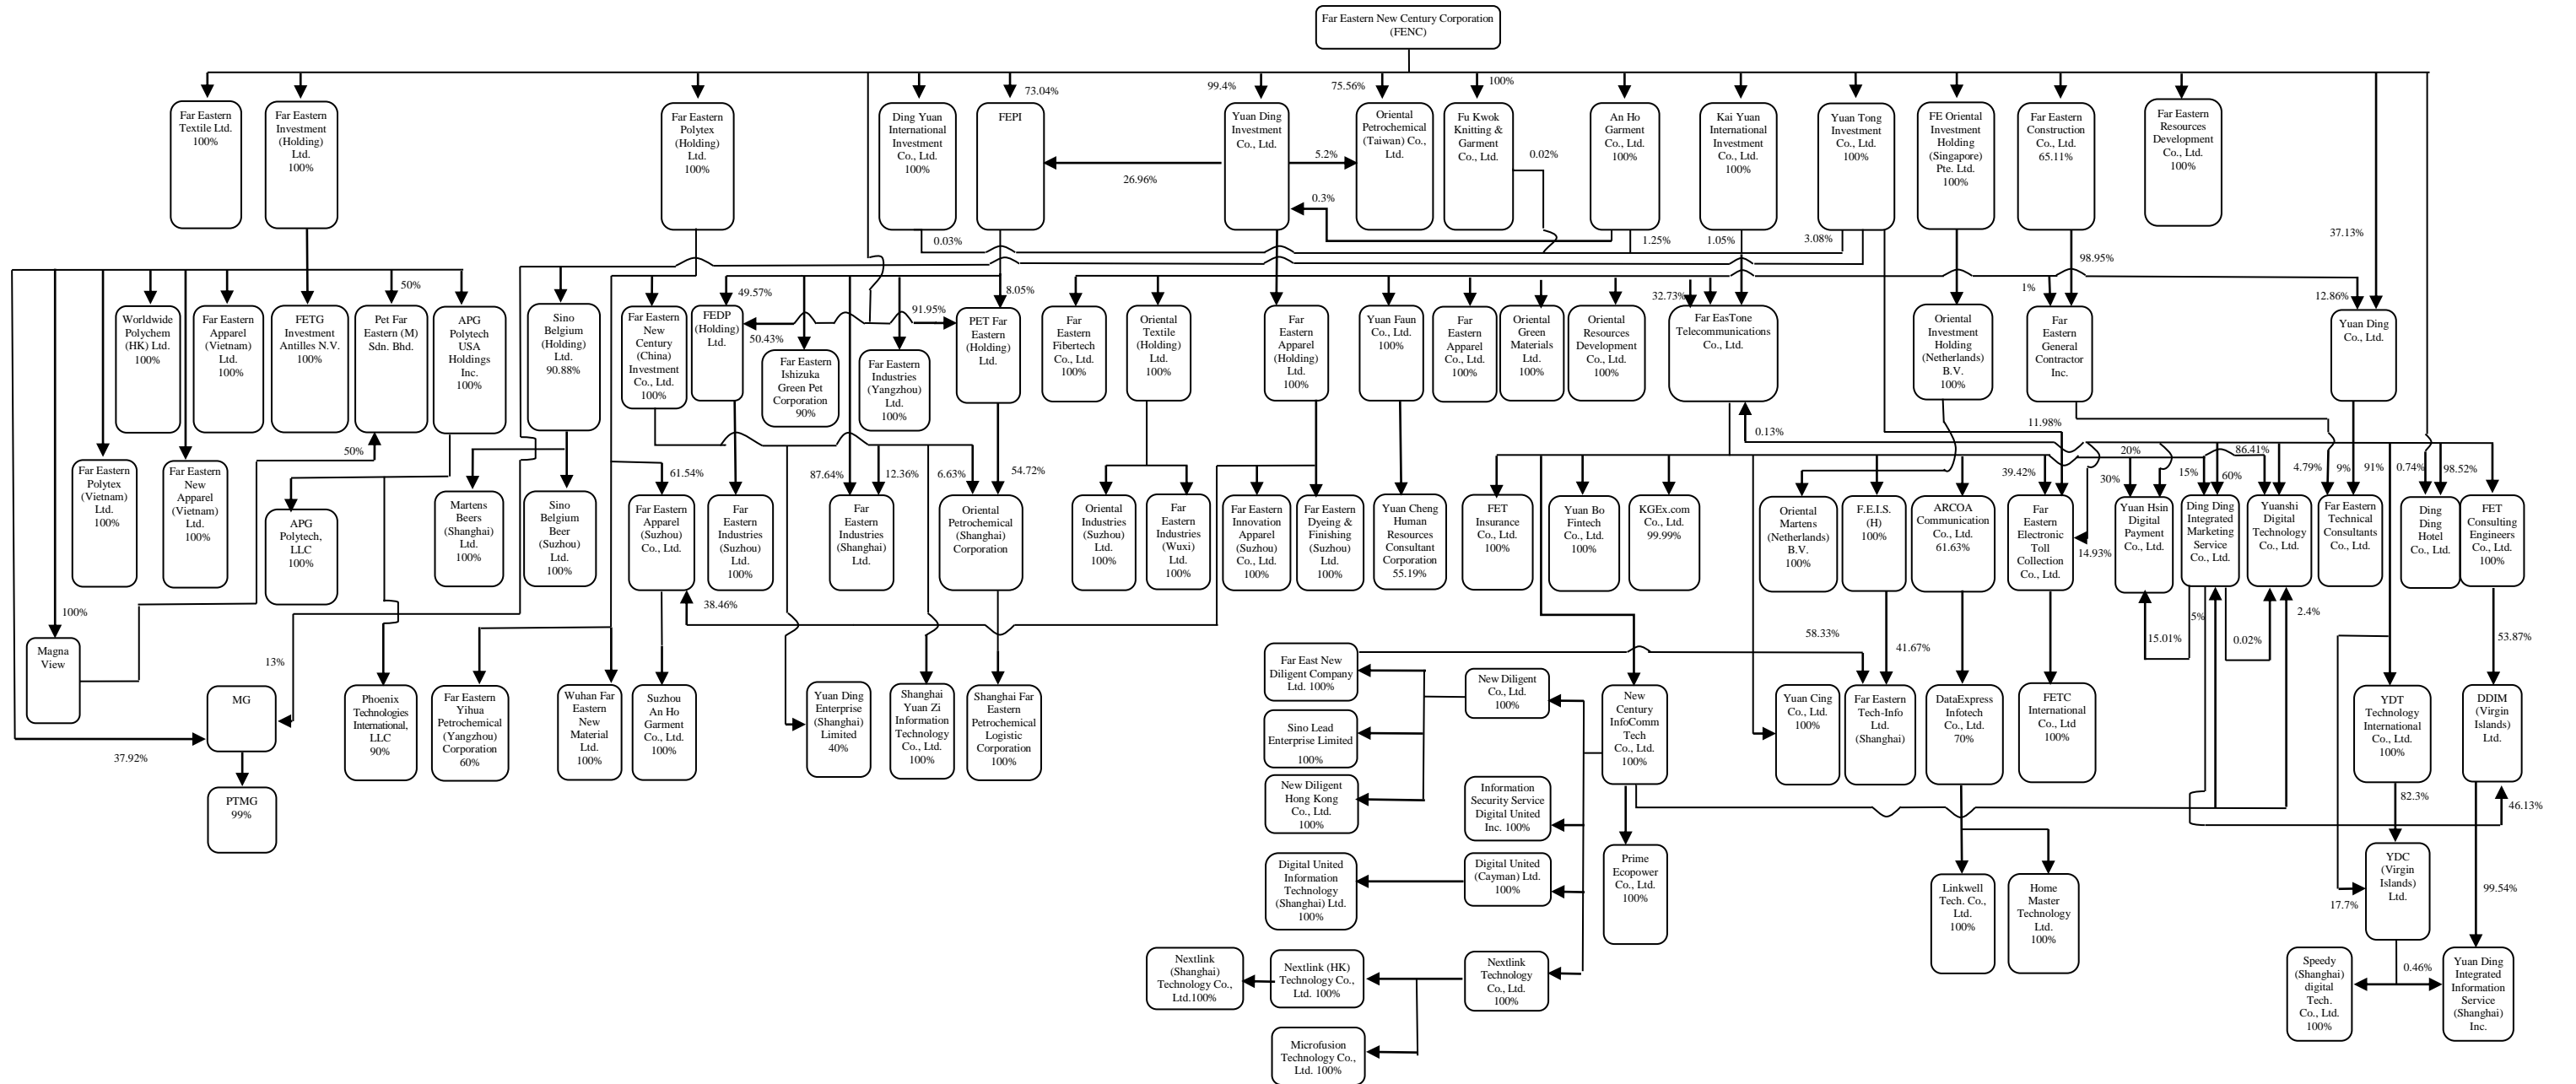 Far Eastern New Century Corporation
(FENC)
Far Eastern
Textile Ltd.
100%
Far Eastern
Investment
(Holding)
Ltd.
100%
Far Eastern
Polytex
(Holding)
Ltd.
100%
Ding Yuan
International
Investment
Co., Ltd.
100%
73.04%
FEPI
99.4%
Yuan Ding
Investment
Co., Ltd.
75.56%
Oriental
Petrochemical
(Taiwan) Co.,
Ltd.
100%
Fu Kwok
Knitting &
Garment
Co., Ltd.
An Ho
Garment
Co., Ltd.
100%
Kai Yuan
International
Investment
Co., Ltd.
100%
Yuan Tong
Investment
Co., Ltd.
100%
FE Oriental
Investment
Holding
(Singapore)
Pte. Ltd.
100%
Far Eastern
Construction
Co., Ltd.
65.11%
Far Eastern
Resources
Development
Co., Ltd.
100%
26.96%
5.2%
0.02%
0.3%
0.03%
1.25%
1.05%
3.08%
98.95%
37.13%
50%
49.57%
8.05%
32.73%
1%
12.86%
Worldwide
Polychem
(HK) Ltd.
100%
Far Eastern
Apparel
(Vietnam)
Ltd.
100%
FETG
Investment
Antilles N.V.
100%
Pet Far
Eastern (M)
Sdn. Bhd.
APG
Polytech
USA
Holdings
Inc.
100%
Sino
Belgium
(Holding)
Ltd.
90.88%
Far Eastern
New
Century
(China)
Investment
Co., Ltd.
100%
FEDP
(Holding)
Ltd.
50.43%
91.95%
Far Eastern
Ishizuka
Green Pet
Corporation
90%
Far Eastern
Industries
(Yangzhou)
Ltd.
100%
PET Far
Eastern
(Holding)
Ltd.
Far
Eastern
Fibertech
Co., Ltd.
100%
Oriental
Textile
(Holding)
Ltd.
100%
Far
Eastern
Apparel
(Holding)
Ltd.
100%
Yuan Faun
Co., Ltd.
100%
Far
Eastern
Apparel
Co., Ltd.
100%
Oriental
Green
Materials
Ltd.
100%
Oriental
Resources
Development
Co., Ltd.
100%
Far EasTone
Telecommunications
Co., Ltd.
Oriental
Investment
Holding
(Netherlands)
B.V.
100%
Far
Eastern
General
Contractor
Inc.
Yuan Ding
Co., Ltd.
50%
0.13%
11.98%
Far Eastern
Polytex
(Vietnam)
Ltd.
100%
Far Eastern
New
Apparel
(Vietnam)
Ltd.
100%
APG
Polytech,
LLC
100%
Martens
Beers
(Shanghai)
Ltd.
100%
Sino
Belgium
Beer
(Suzhou)
Ltd.
100%
61.54%
Far Eastern
Apparel
(Suzhou)
Co., Ltd.
Far
Eastern
Industries
(Suzhou)
Ltd.
100%
87.64%
12.36%
Far
Eastern
Industries
(Shanghai)
Ltd.
6.63%
54.72%
Oriental
Petrochemical
(Shanghai)
Corporation
Oriental
Industries
(Suzhou)
Ltd.
100%
Far
Eastern
Industries
(Wuxi)
Ltd.
100%
Far Eastern
Innovation
Apparel
(Suzhou)
Co., Ltd.
100%
Far Eastern
Dyeing &
Finishing
(Suzhou)
Ltd.
100%
Yuan Cheng
Human
Resources
Consultant
Corporation
55.19%
FET
Insurance
Co., Ltd.
100%
Yuan Bo
Fintech
Co., Ltd.
100%
KGEx.com
Co., Ltd.
99.99%
Oriental
Martens
(Netherlands)
B.V.
100%
F.E.I.S.
(H)
100%
ARCOA
Communication
Co., Ltd.
61.63%
39.42%
Far
Eastern
Electronic
Toll
Collection
Co., Ltd.
14.93%
30%
20%
Yuan Hsin
Digital
Payment
Co., Ltd.
15%
60%
Ding Ding
Integrated
Marketing
Service
Co., Ltd.
86.41%
Yuanshi
Digital
Technology
Co., Ltd.
4.79%
9%
91%
Far Eastern
Technical
Consultants
Co., Ltd.
0.74%
98.52%
Ding
Ding
Hotel
Co., Ltd.
FET
Consulting
Engineers
Co., Ltd.
100%
100%
38.46%
5%
2.4%
15.01%
0.02%
58.33%
41.67%
53.87%
Magna
View
13%
MG
37.92%
PTMG
99%
Phoenix
Technologies
International,
LLC
90%
Far Eastern
Yihua
Petrochemical
(Yangzhou)
Corporation
60%
Wuhan Far
Eastern
New
Material
Ltd.
100%
Suzhou
An Ho
Garment
Co., Ltd.
100%
Yuan Ding
Enterprise
(Shanghai)
Limited
40%
Shanghai
Yuan Zi
Information
Technology
Co., Ltd.
100%
Shanghai Far
Eastern
Petrochemical
Logistic
Corporation
100%
Far East New
Diligent Company
Ltd. 100%
Sino Lead
Enterprise Limited
100%
New Diligent
Hong Kong
Co., Ltd.
100%
New Diligent
Co., Ltd.
100%
New
Century
InfoComm
Tech
Co., Ltd.
100%
Yuan Cing
Co., Ltd.
100%
Far Eastern
Tech-Info
Ltd.
(Shanghai)
DataExpress
Infotech
Co., Ltd.
70%
FETC
International
Co., Ltd
100%
YDT
Technology
International
Co., Ltd.
100%
DDIM
(Virgin
Islands)
Ltd.
Information
Security Service
Digital United
Inc. 100%
82.3%
46.13%
Digital United
Information
Technology
(Shanghai) Ltd.
100%
Digital United
(Cayman) Ltd.
100%
Prime
Ecopower
Co., Ltd.
100%
Linkwell
Tech. Co.,
Ltd.
100%
Home
Master
Technology
Ltd.
100%
YDC
(Virgin
Islands)
Ltd.
17.7%
99.54%
Nextlink
(Shanghai)
Technology Co.,
Ltd.100%
Nextlink (HK)
Technology Co.,
Ltd. 100%
Nextlink
Technology
Co., Ltd.
100%
Speedy
(Shanghai)
digital
Tech.
Co., Ltd.
100%
0.46%
Yuan Ding
Integrated
Information
Service
(Shanghai)
Inc.
Microfusion
Technology Co.,
Ltd. 100%